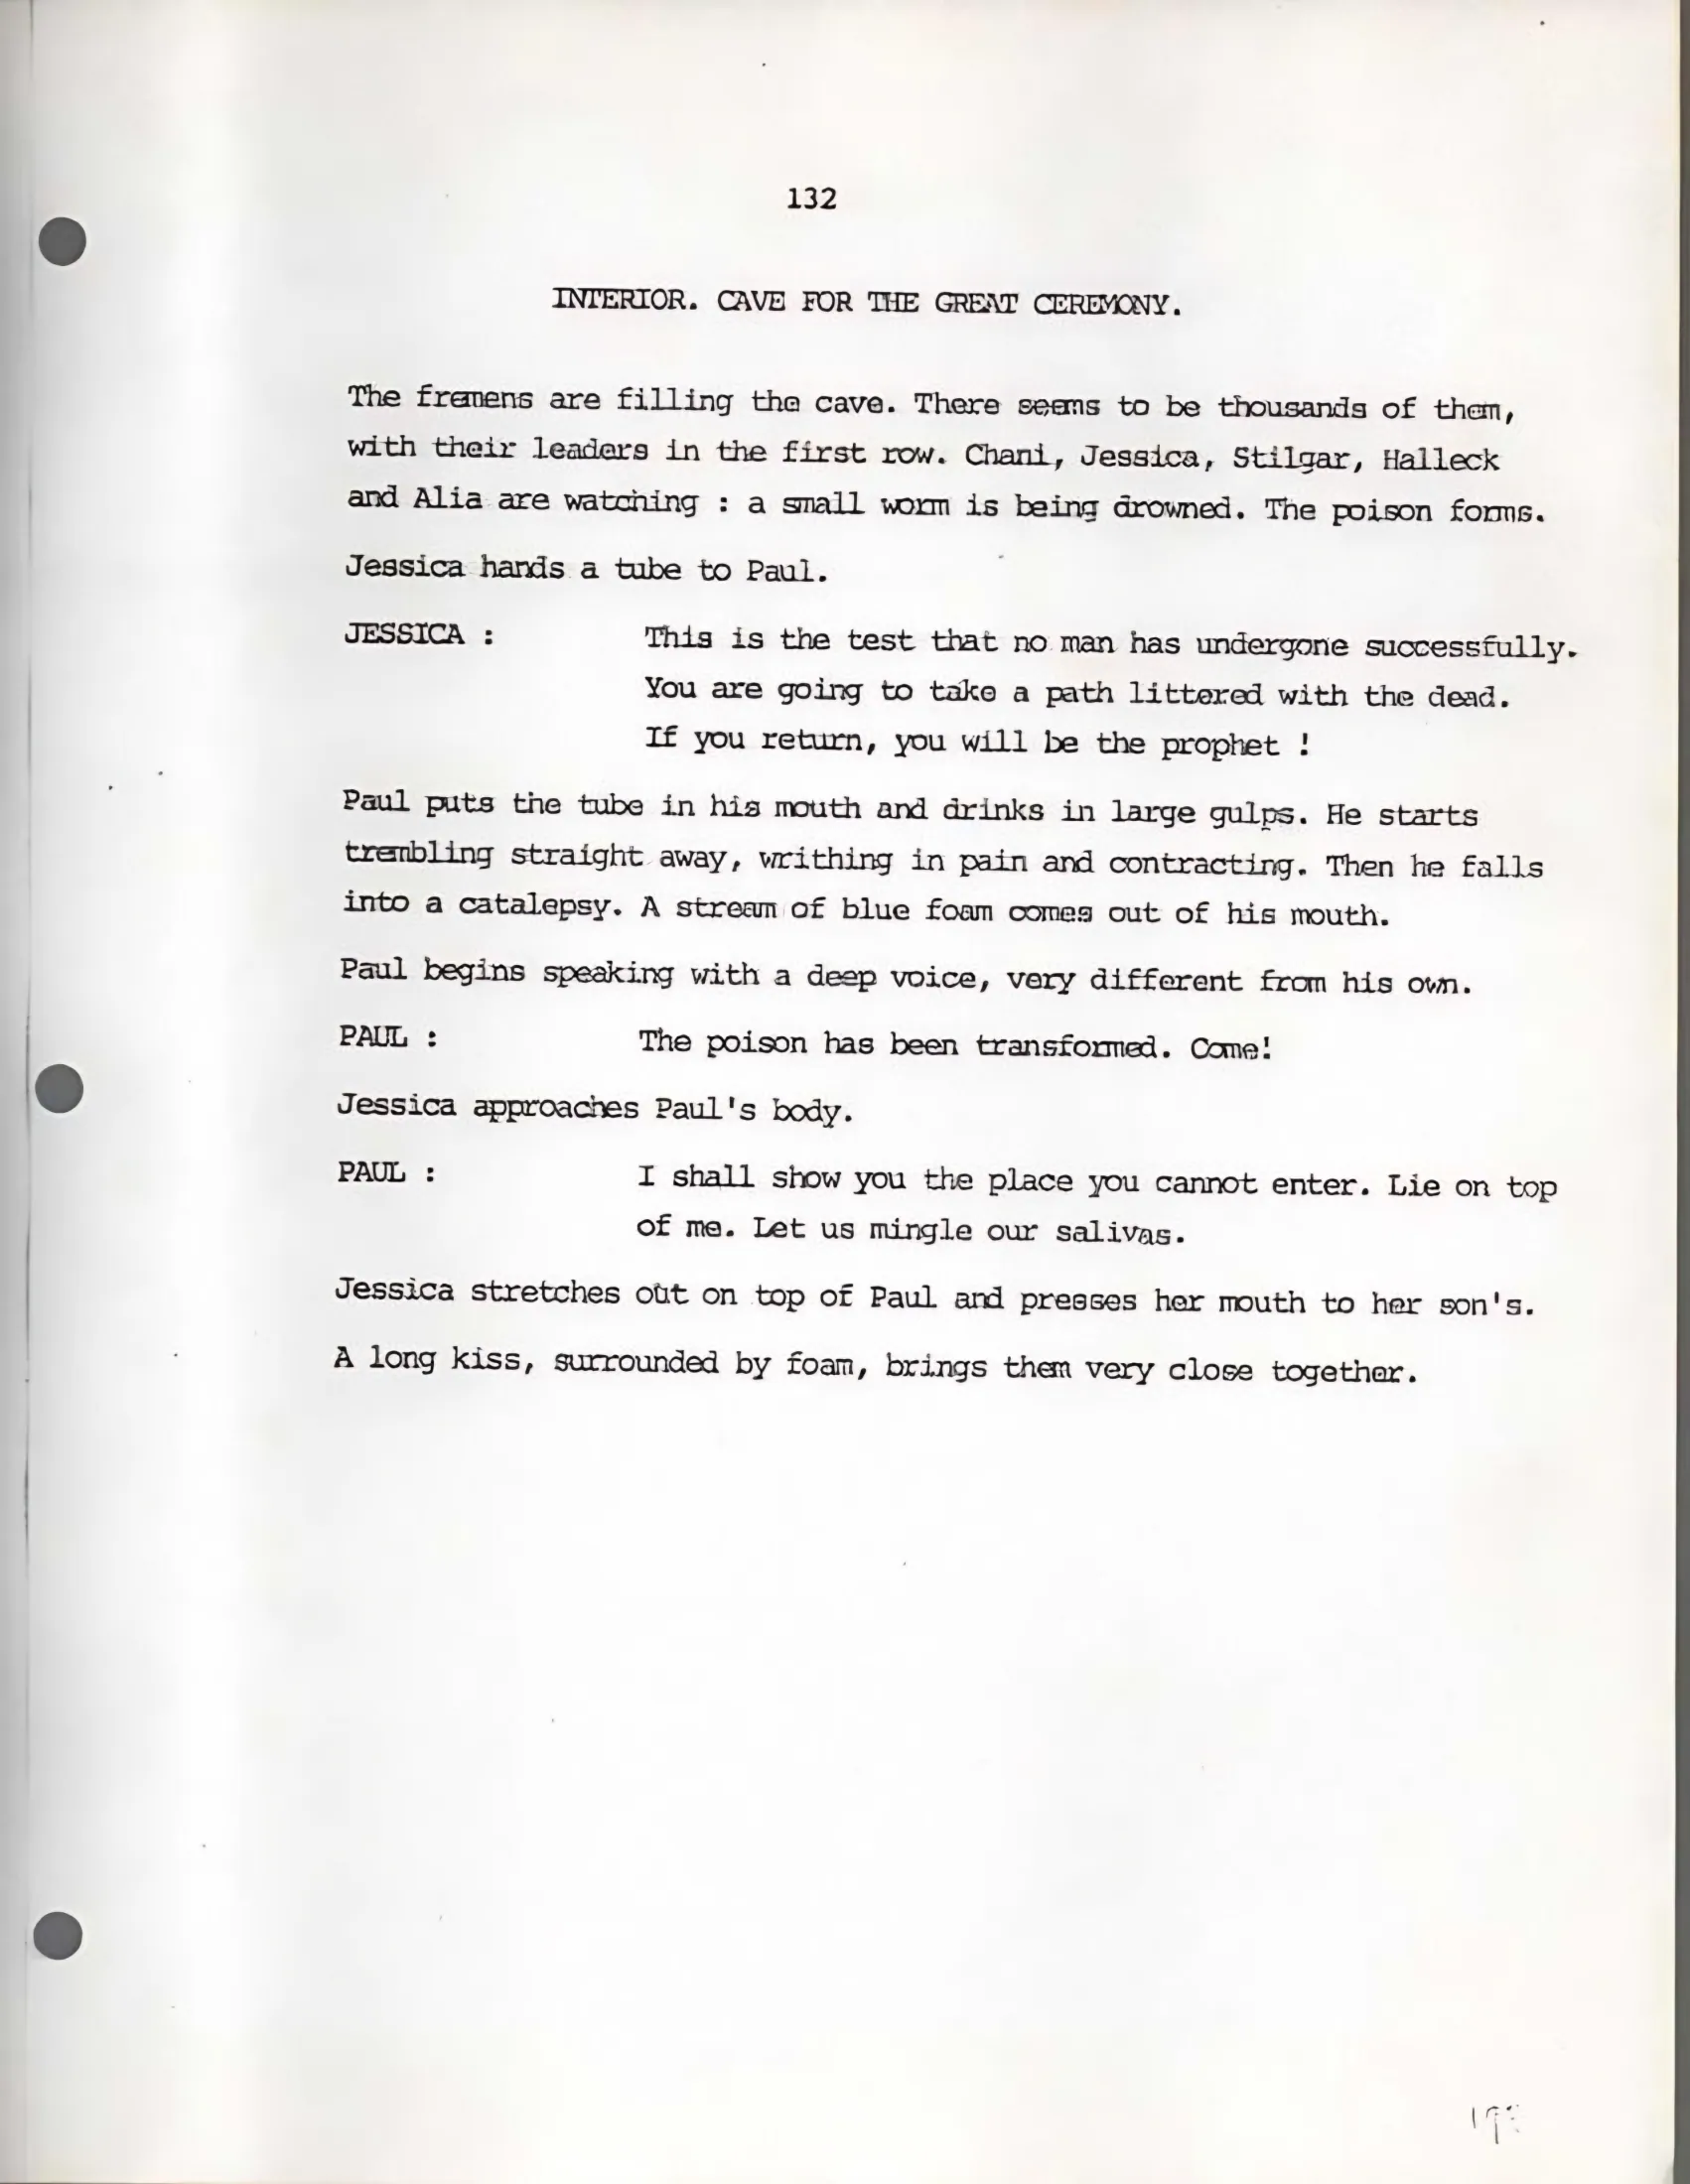 132
INTERIOR. CAVE FOR THE GREAT CEREMONY.
The fremens are filling the cave. There seems to be thousands of them,
with their leaders in the first row. Chani, Jessica, Stilgar, Halleck
and Alia are watching : a small worm is being drowned. The poison forms.
Jessica hands a tube to Paul.
JESSICA : This is the test that no man has undergone successfully.
You are going to take a path littered with the dead.
If you return, you will be the prophet !
Paul puts the tube in his mouth and drinks in large gulps. He starts
trembling straight away, writhing in pain and contracting. Then he falls
into a catalepsy. A stream of blue foam comes out of his mouth.
Paul begins speaking with a deep voice, very different from his own.
PAUL : The poison has been transformed. Come!
Jessica approaches Paul's body.
PAUL : I shall show you the place you cannot enter. Lie on top
of me. Let us mingle our salivas.
Jessica stretches out on top of Paul and presses her mouth to her son's.
A long kiss, surrounded by foam, brings them very close together.